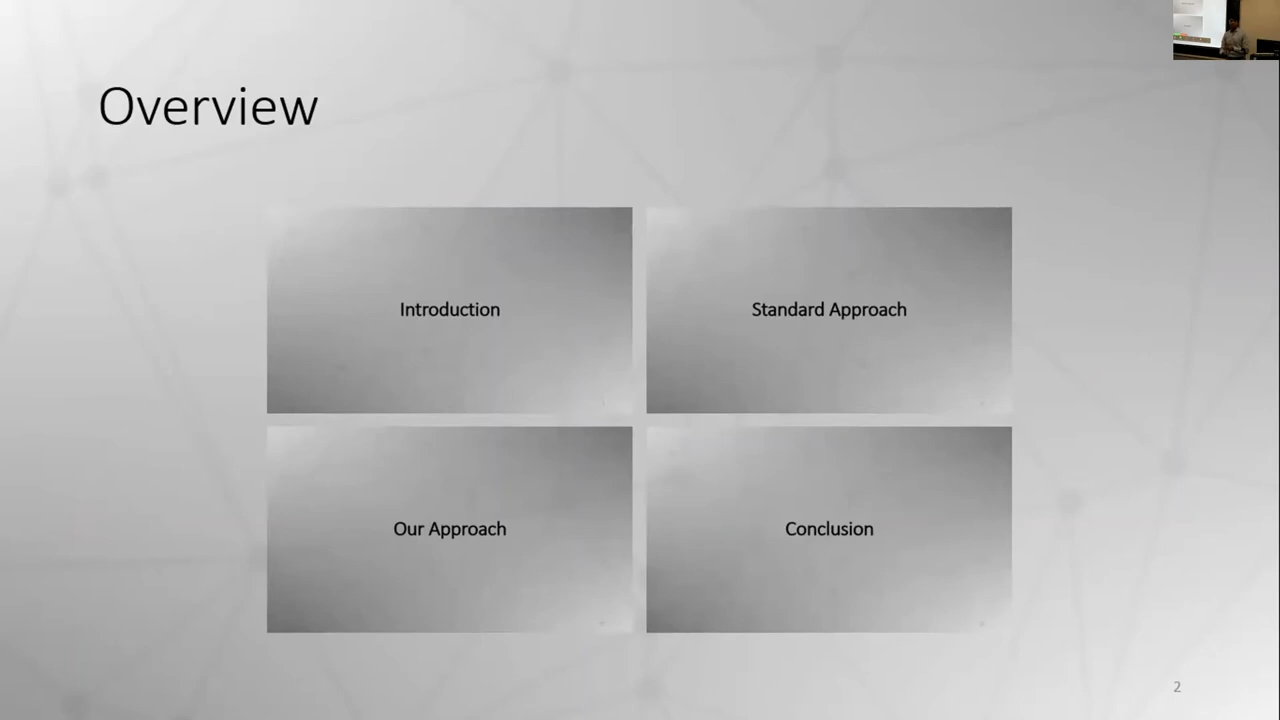 Overview
Introduction
Standard Approach
Our Approach
Conclusion
2